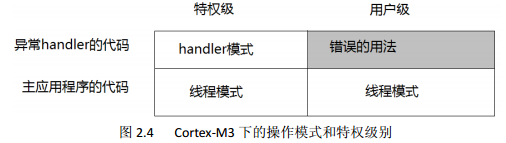 特权级 用户级
异常handler的代码 handler模式 错误的用法
主应用程序的代码 线程模式 线程模式
图 2.4 Cortex-M3 下的操作模式和特权级别